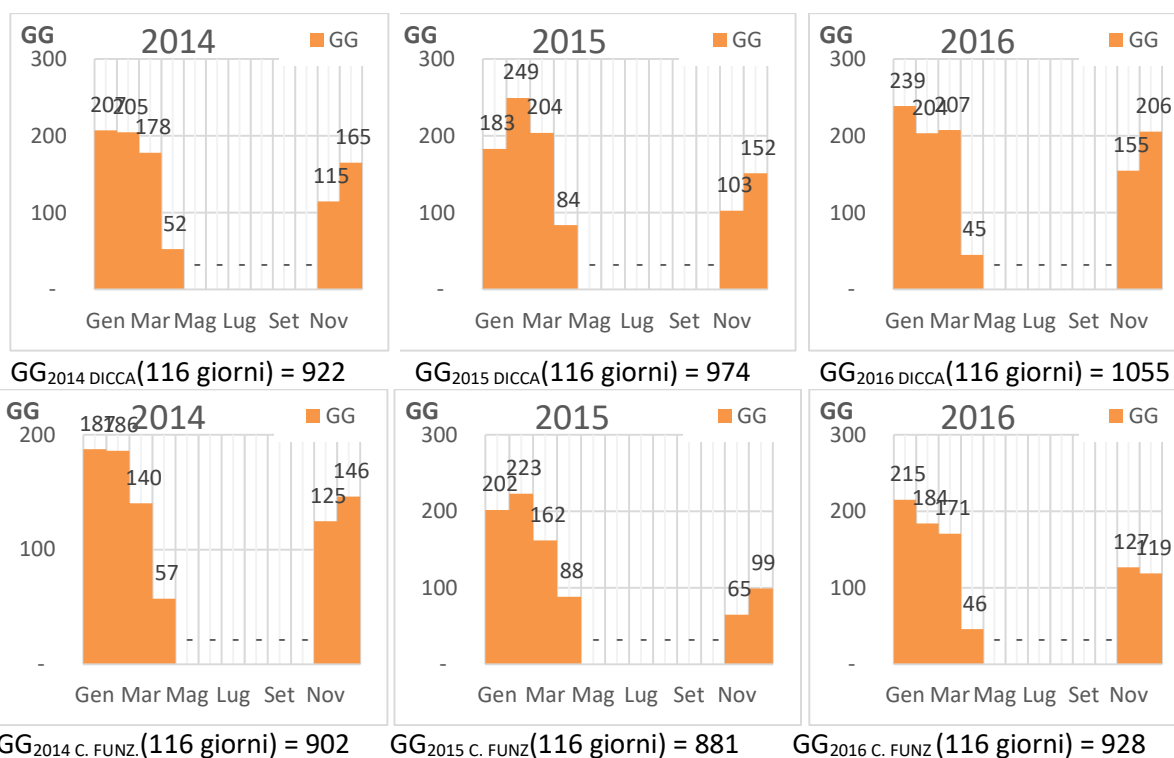 GG 2014 GG
300
200
100
-
207 205 178 52 - - - - - - 115 165
Gen Mar Mag Lug Set Nov
GG 2015 GG
300
200
100
-
183 249 204 84 - - - - - - 103 152
Gen Mar Mag Lug Set Nov
GG 2016 GG
300
200
100
-
239 204 207 45 - - - - - - 155 206
Gen Mar Mag Lug Set Nov
GG2014 DICCA(116 giorni) = 922
GG2015 DICCA(116 giorni) = 974
GG2016 DICCA(116 giorni) = 1055
GG 2014 GG
200
100
-
187 186 140 57 - - - - - - 125 146
Gen Mar Mag Lug Set Nov
GG 2015 GG
300
200
100
-
202 223 162 88 - - - - - - 65 99
Gen Mar Mag Lug Set Nov
GG 2016 GG
300
200
100
-
215 184 171 46 - - - - - - 127 119
Gen Mar Mag Lug Set Nov
GG2014 C. FUNZ.(116 giorni) = 902
GG2015 C. FUNZ(116 giorni) = 881
GG2016 C. FUNZ (116 giorni) = 928